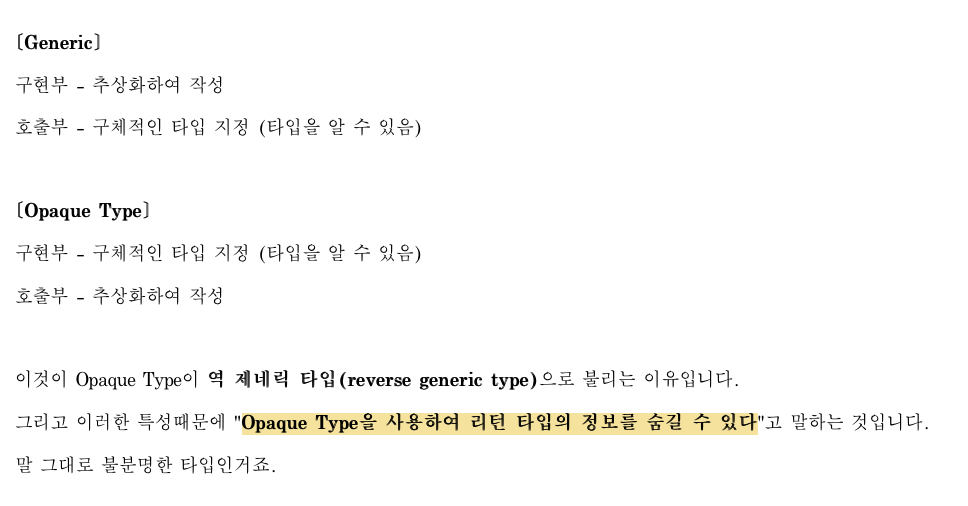 [Generic]
구현부 - 추상화하여 작성
호출부 - 구체적인 타입 지정 (타입을 알 수 있음)
[Opaque Type]
구현부 - 구체적인 타입 지정 (타입을 알 수 있음)
호출부 - 추상화하여 작성
이것이 Opaque Type이 역 제네릭 타입(reverse generic type)으로 불리는 이유입니다.
그리고 이러한 특성때문에 "Opaque Type을 사용하여 리턴 타입의 정보를 숨길 수 있다"고 말하는 것입니다.
말 그대로 불분명한 타입인거죠.